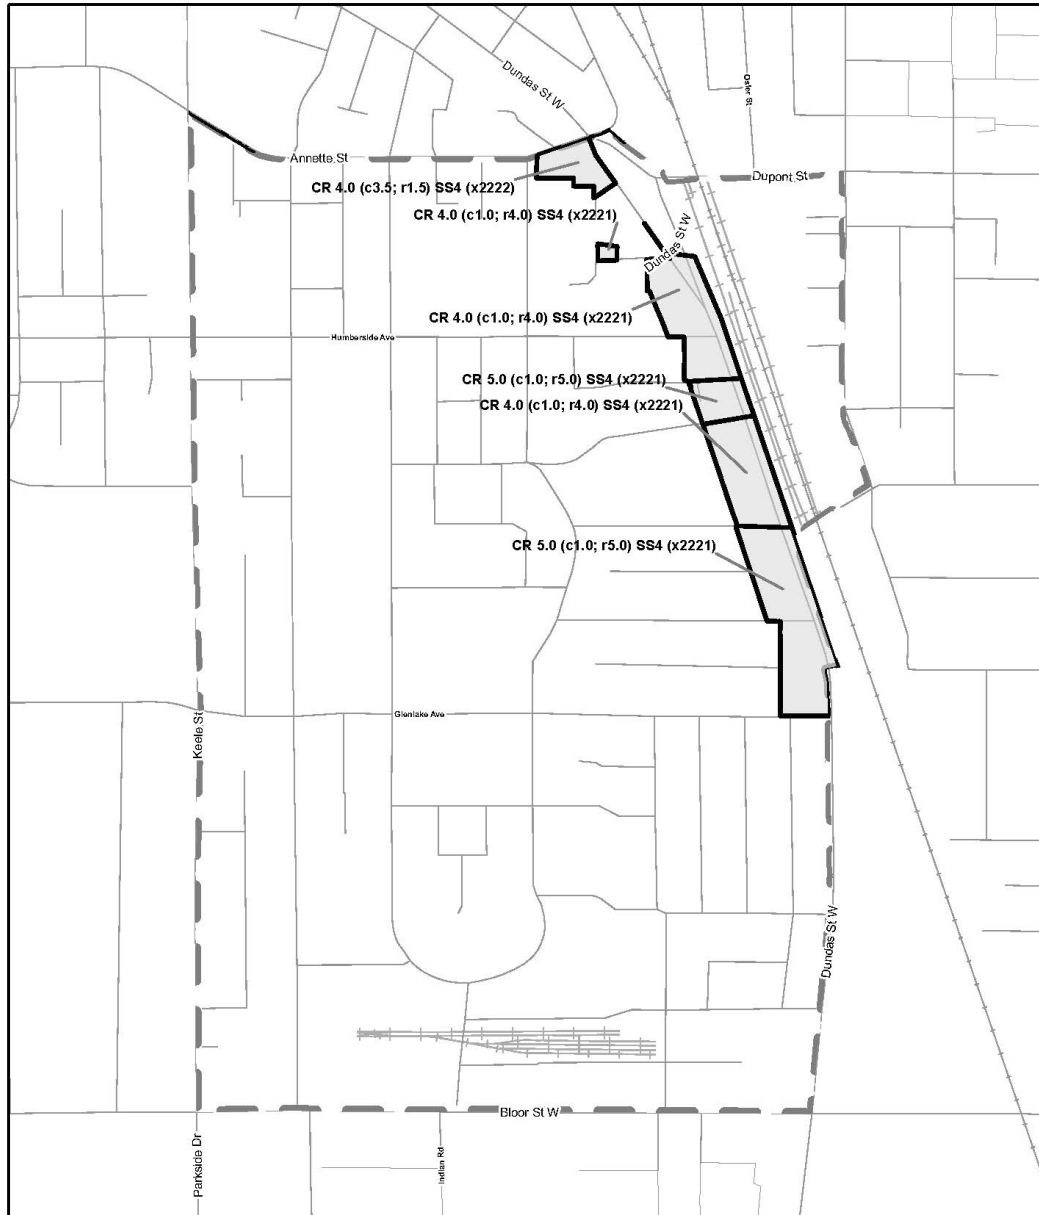 Dundas St W
Osler St
Annette St
Dupont St
CR 4.0 (c3.5; r1.5) SS4 (x2222)
CR 4.0 (c1.0; r4.0) SS4 (x2221)
Dundas St W
CR 4.0 (c1.0; r4.0) SS4 (x2221)
Humberside Ave
CR 5.0 (c1.0; r5.0) SS4 (x2221)
CR 4.0 (c1.0; r4.0) SS4 (x2221)
CR 5.0 (c1.0; r5.0) SS4 (x2221)
Glenlake Ave
Keele St
Dundas St W
Bloor St W
Parkside Dr
Indian Rd